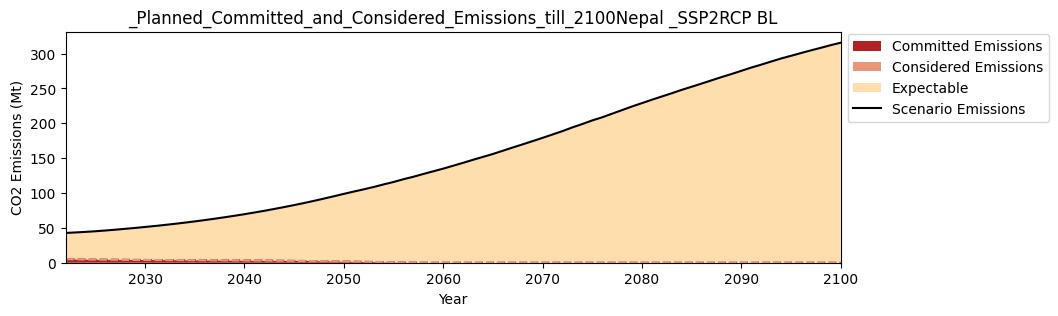 _Planned_Committed_and_Considered_Emissions_till_2100Nepal _SSP2RCP BL
Committed Emissions
Considered Emissions
Expectable
Scenario Emissions
CO2 Emissions (Mt)
300
250
200
150
100
50
0
2030 2040 2050 2060 2070 2080 2090 2100
Year